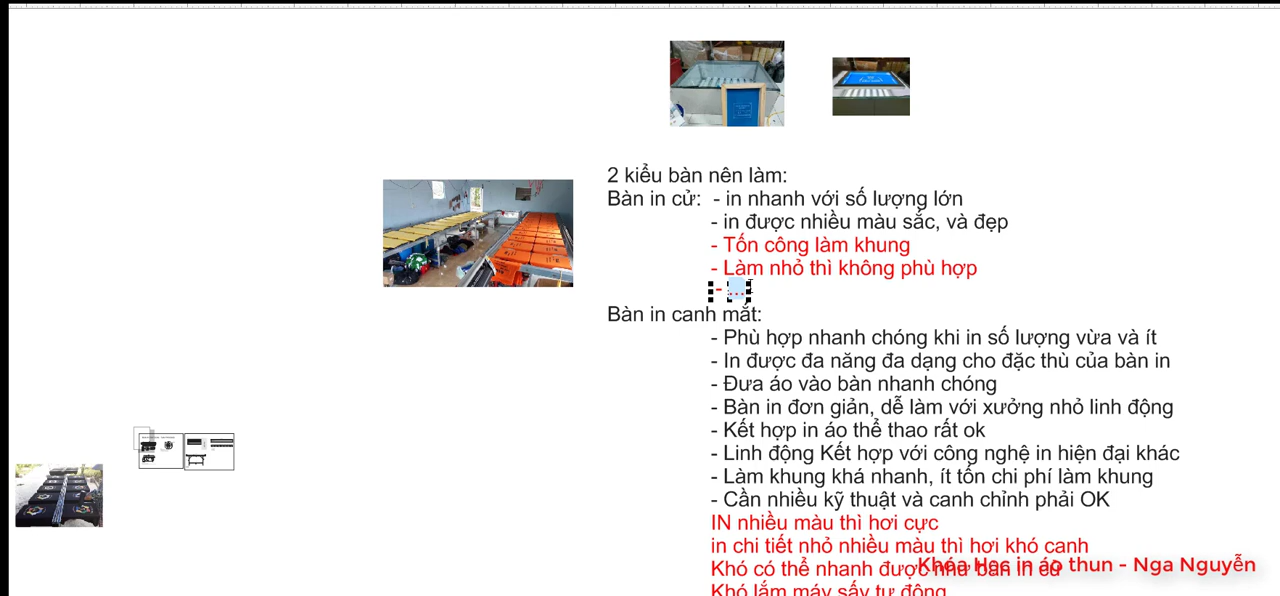 2 kiểu bàn nên làm:
Bàn in cử: - in nhanh với số lượng lớn
- in được nhiều màu sắc, và đẹp
- Tốn công làm khung
- Làm nhỏ thì không phù hợp
- ...
Bàn in canh mắt:
- Phù hợp nhanh chóng khi in số lượng vừa và ít
- In được đa năng đa dạng cho đặc thù của bàn in
- Đưa áo vào bàn nhanh chóng
- Bàn in đơn giản, dễ làm với xưởng nhỏ linh động
- Kết hợp in áo thể thao rất ok
- Linh động Kết hợp với công nghệ in hiện đại khác
- Làm khung khá nhanh, ít tốn chi phí làm khung
- Cần nhiều kỹ thuật và canh chỉnh phải OK
IN nhiều màu thì hơi cực
in chi tiết nhỏ nhiều màu thì hơi khó canh
Khó có thể nhanh được như bàn in cử
Khóa Học in áo thun - Nga Nguyễn
Khó lắm máy sấy tự động